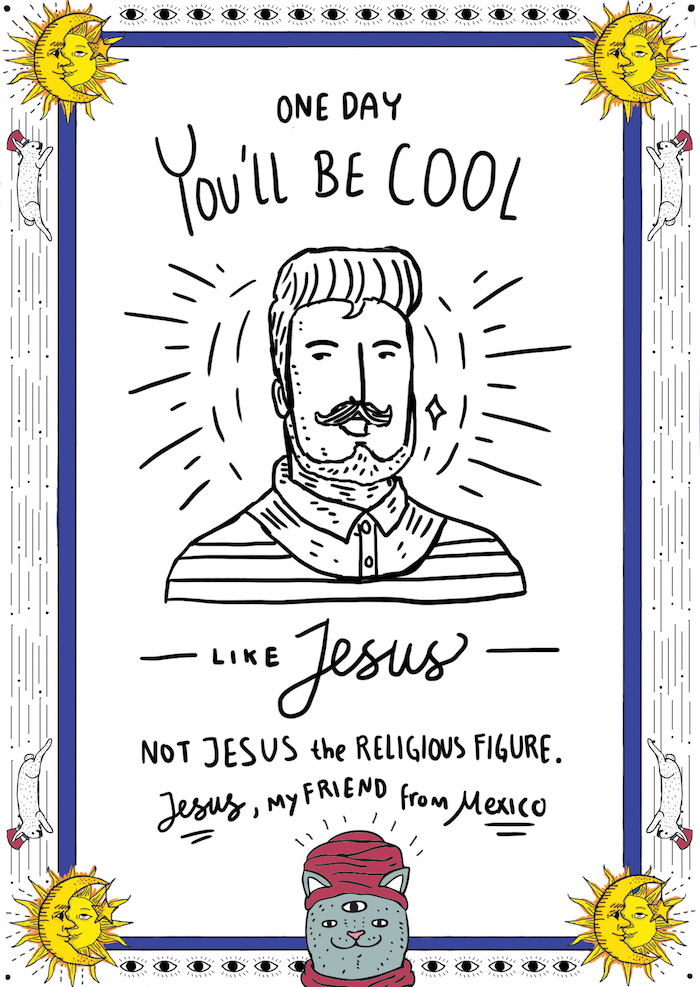 ONE DAY
YOU'LL BE COOL
LIKE Jesus
NOT JESUS the RELIGIOUS FIGURE.
Jesus, MY FRIEND from Mexico